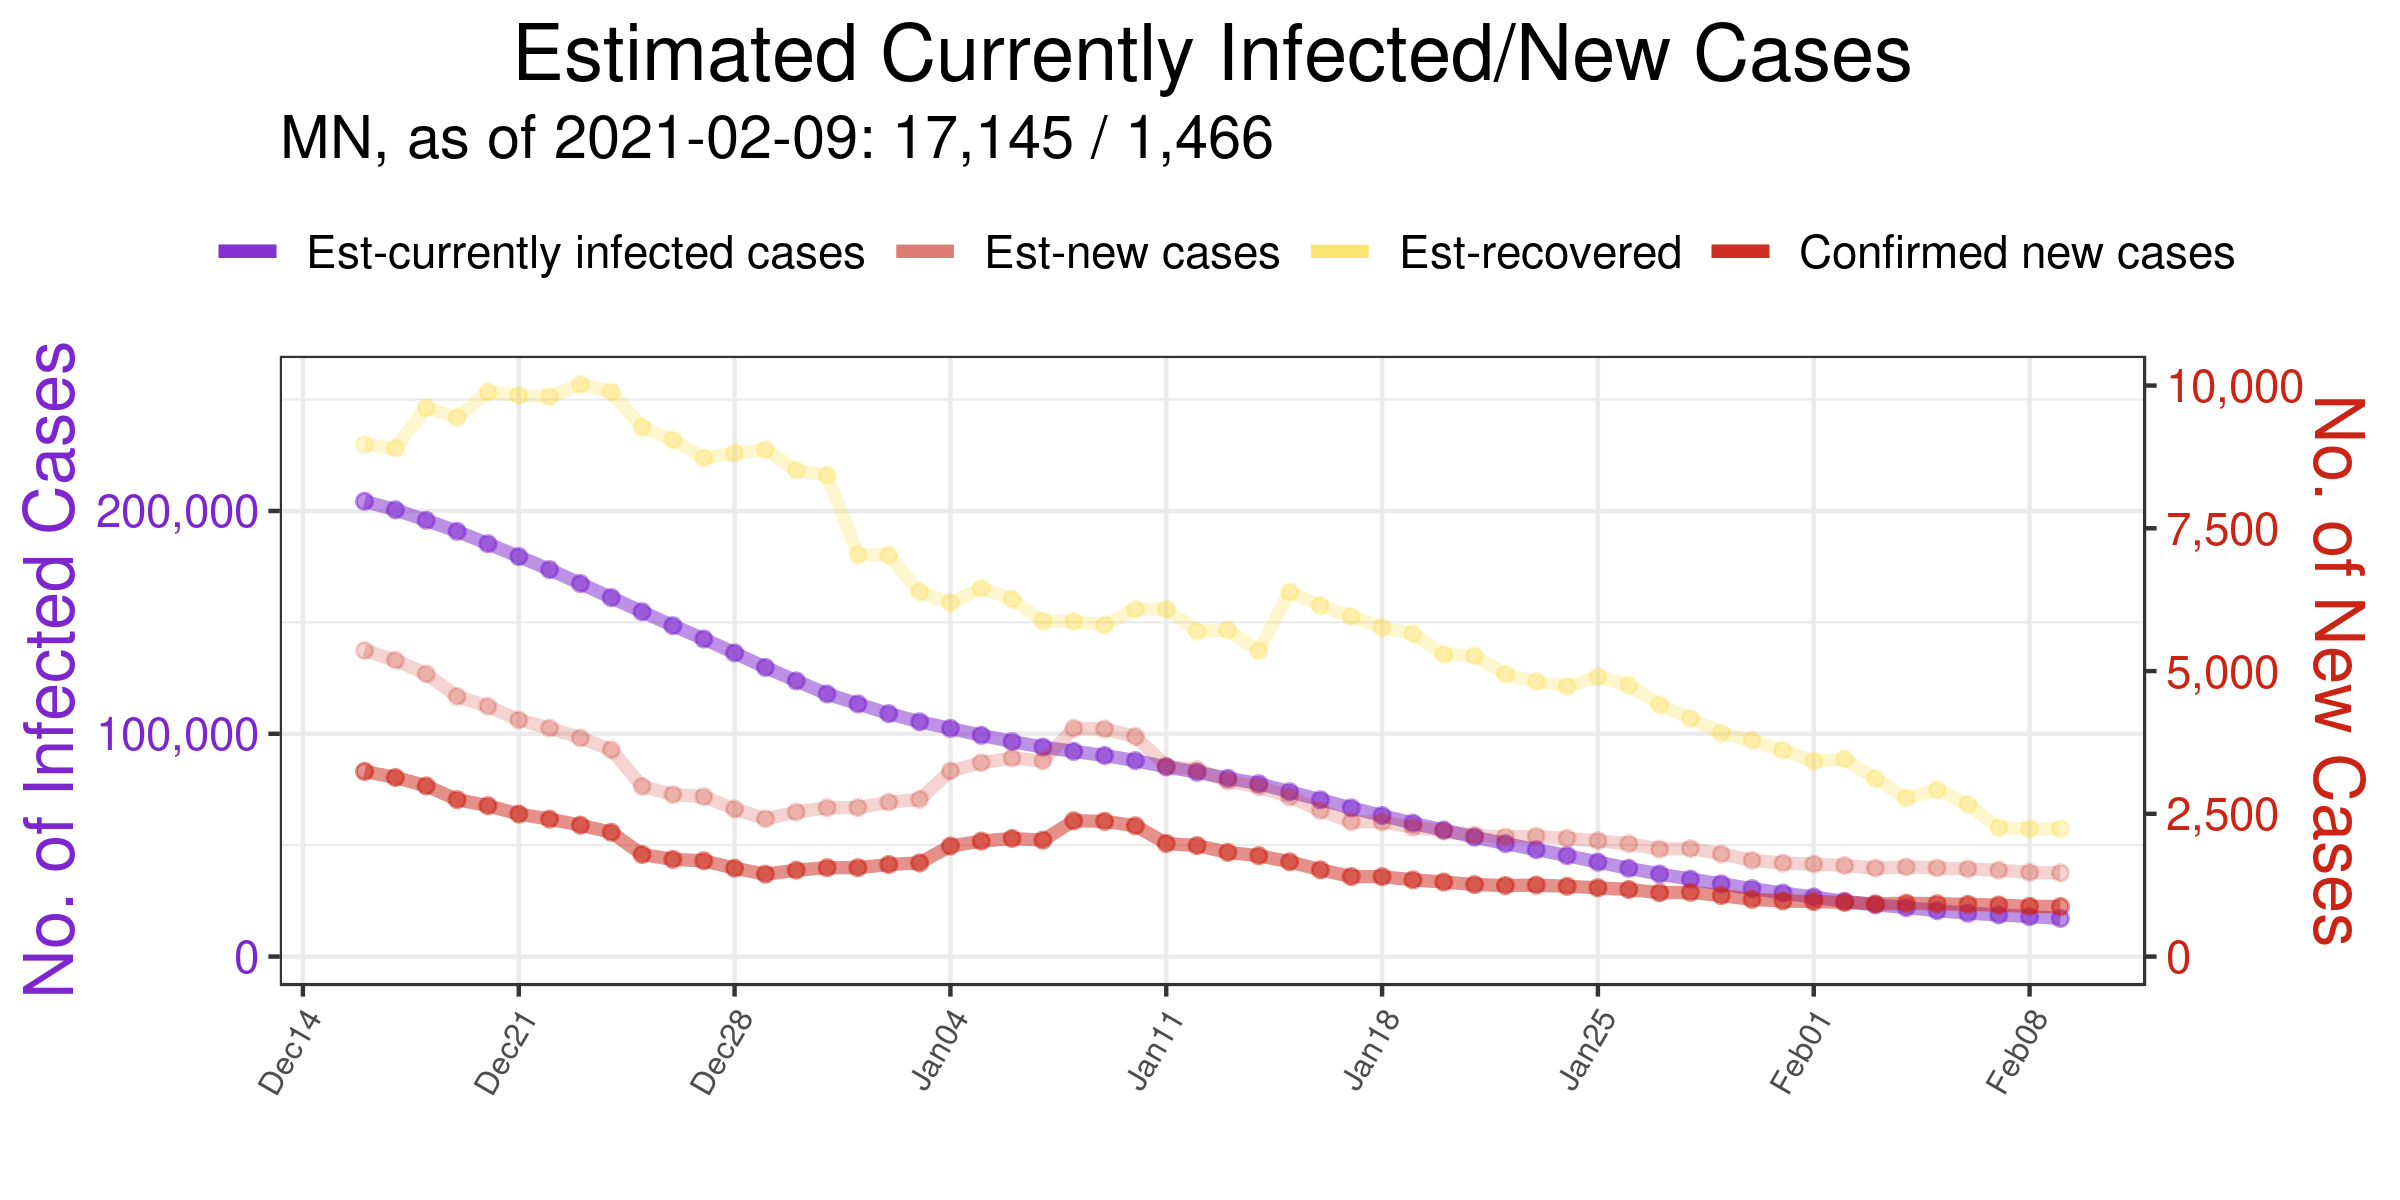 Estimated Currently Infected/New Cases
MN, as of 2021-02-09: 17,145 / 1,466
Est-currently infected cases
Est-new cases
Est-recovered
Confirmed new cases
No. of Infected Cases
200,000
100,000
0
10,000
7,500
5,000
2,500
0
No. of New Cases
Dec14
Dec21
Dec28
Jan04
Jan11
Jan18
Jan25
Feb01
Feb08